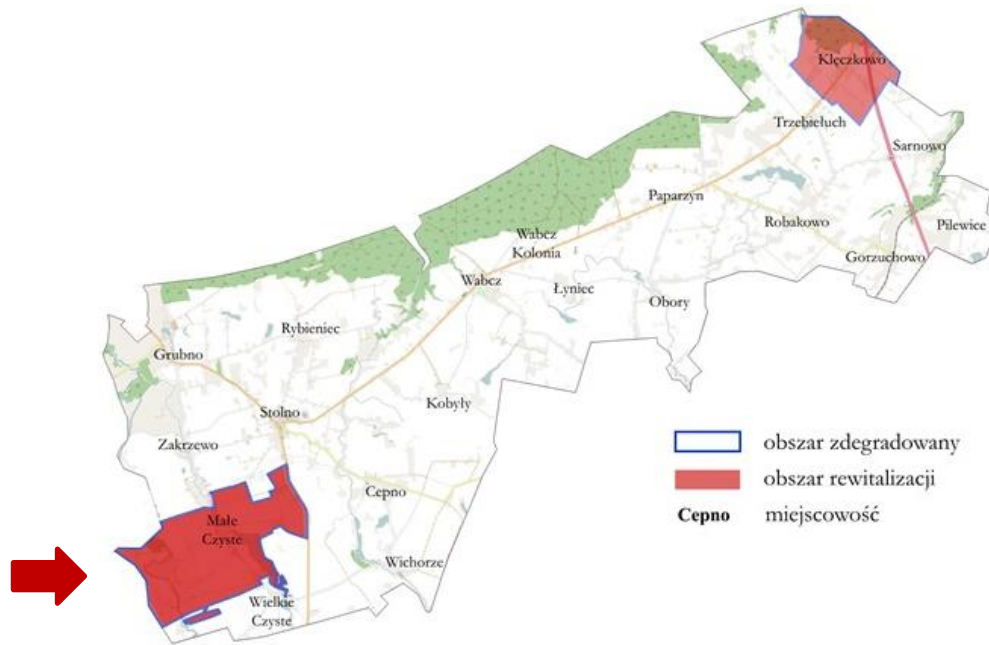 Klęczkowo
Trzebiełuch
Sarnowo
Paparzyn
Robakowo
Pilewice
Wabcz
Kolonia
Gorzuchowo
Wabcz
Łyniec
Obory
Rybieniec
Grubno
Kobyły
Stolno
Zakrzewo
obszar zdegradowany
obszar rewitalizacji
Cepno miejscowość
Cepno
Małe
Czyste
Wichorze
Wielkie
Czyste